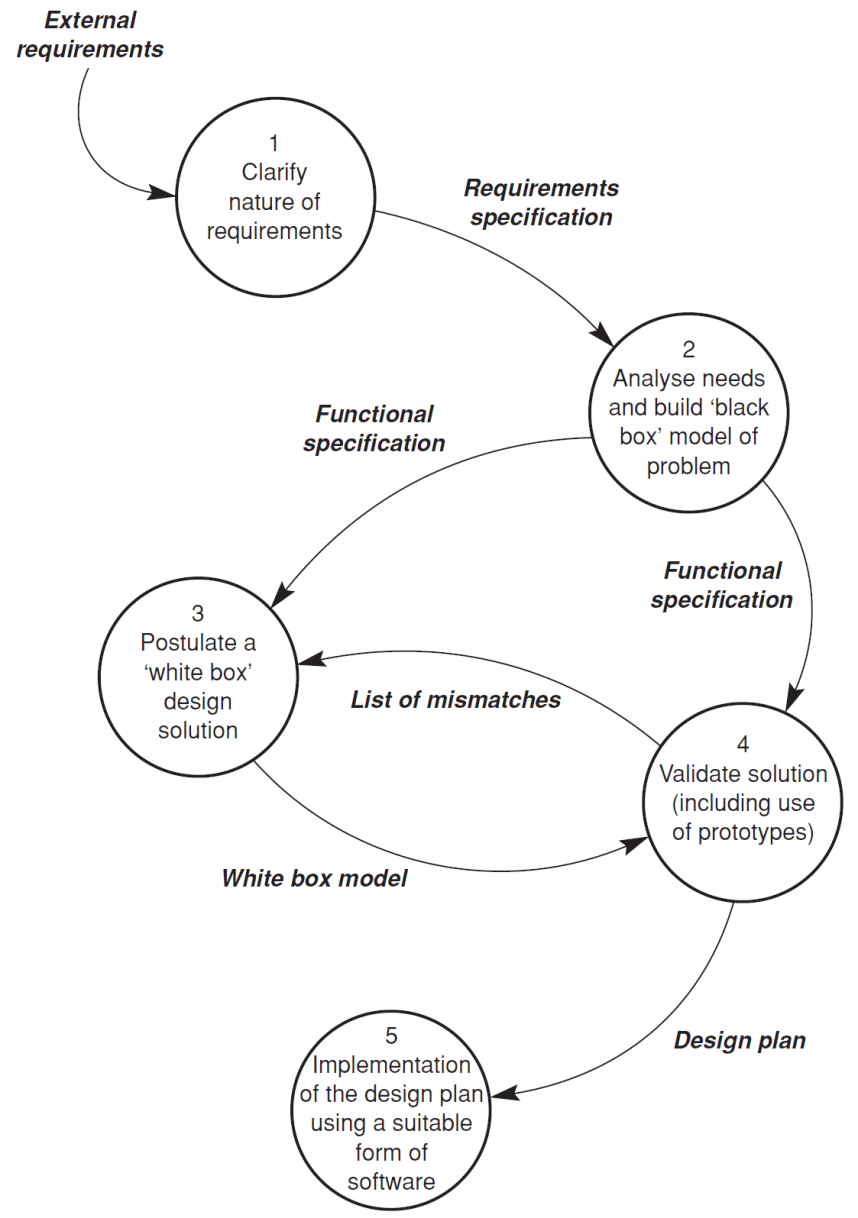 External
requirements
1
Clarify
nature of
requirements
Requirements
specification
2
Analyse needs
and build ‘black
box’ model of
problem
Functional
specification
Functional
specification
3
Postulate a
‘white box’
design
solution
List of mismatches
4
Validate solution
(including use
of prototypes)
White box model
Design plan
5
Implementation
of the design plan
using a suitable
form of
software